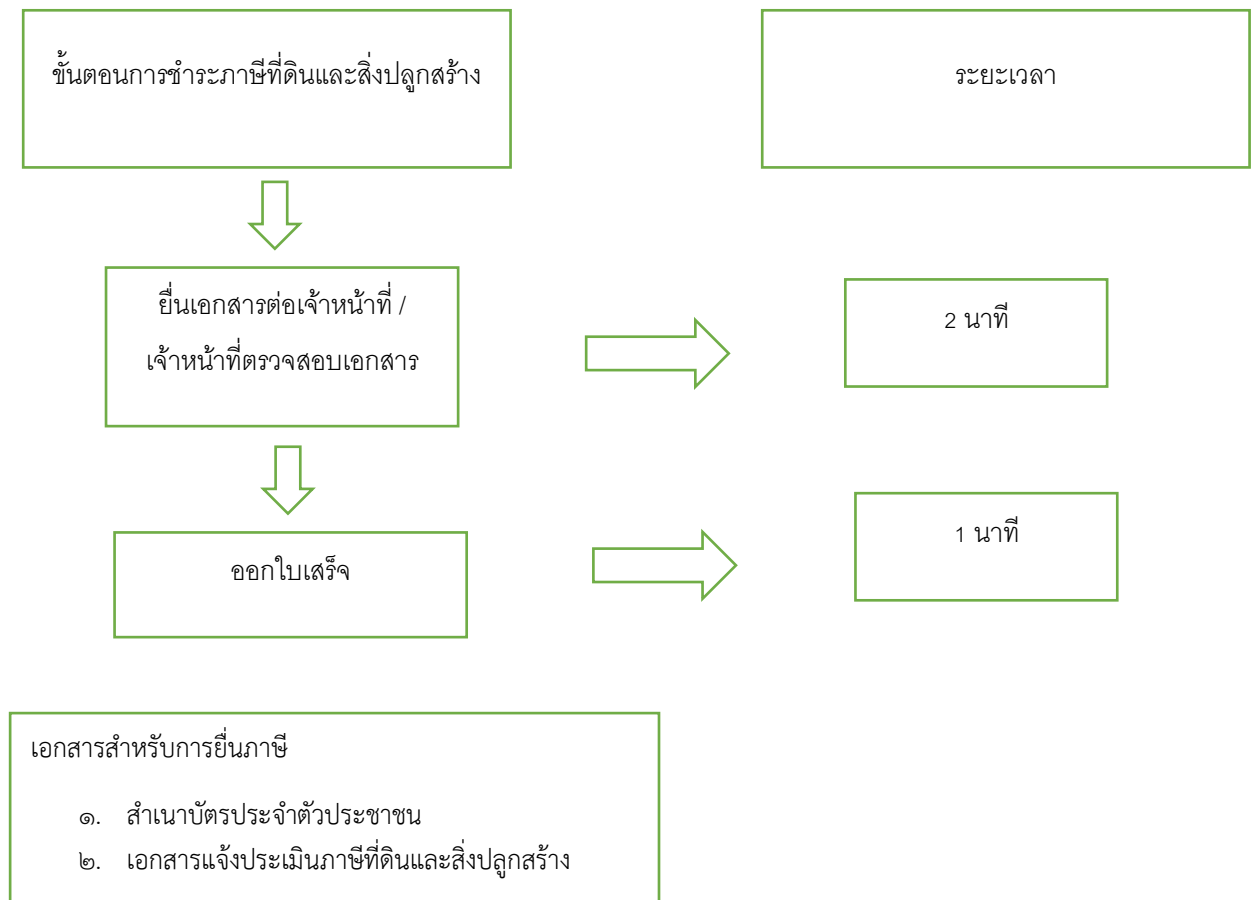 ขั้นตอนการชำระภาษีที่ดินและสิ่งปลูกสร้าง
ระยะเวลา
ยื่นเอกสารต่อเจ้าหน้าที่ /
เจ้าหน้าที่ตรวจสอบเอกสาร
2 นาที
ออกใบเสร็จ
1 นาที
เอกสารสำหรับการยื่นภาษี
๑. สำเนาบัตรประจำตัวประชาชน
๒. เอกสารแจ้งประเมินภาษีที่ดินและสิ่งปลูกสร้าง